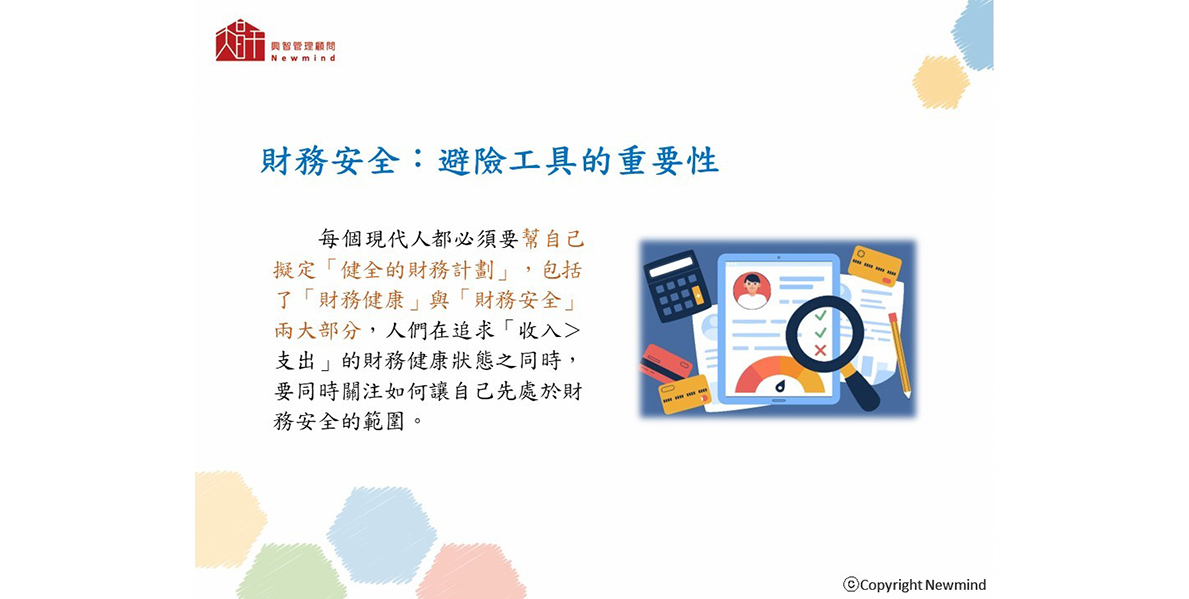 興智管理顧問
Newmind
財務安全：避險工具的重要性
每個現代人都必須要幫自己
擬定「健全的財務計劃」，包括
了「財務健康」與「財務安全」
兩大部分，人們在追求「收入＞
支出」的財務健康狀態之同時，
要同時關注如何讓自己先處於財
務安全的範圍。
ⒸCopyright Newmind